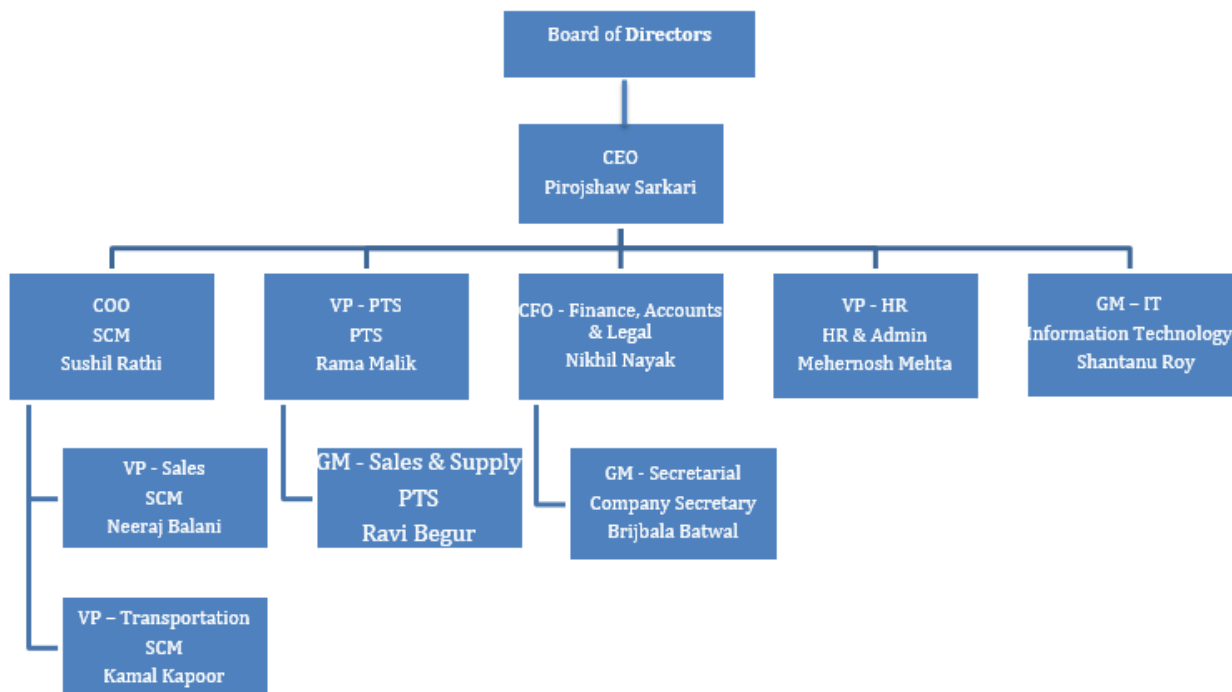 Board of Directors
CEO
Pirojshaw Sarkari
COO
SCM
Sushil Rathi
VP - PTS
PTS
Rama Malik
CFO - Finance, Accounts
& Legal
Nikhil Nayak
VP - HR
HR & Admin
Mehernosh Mehta
GM – IT
Information Technology
Shantanu Roy
VP - Sales
SCM
Neeraj Balani
GM - Sales & Supply
PTS
Ravi Begur
GM - Secretarial
Company Secretary
Brijbala Batwal
VP – Transportation
SCM
Kamal Kapoor